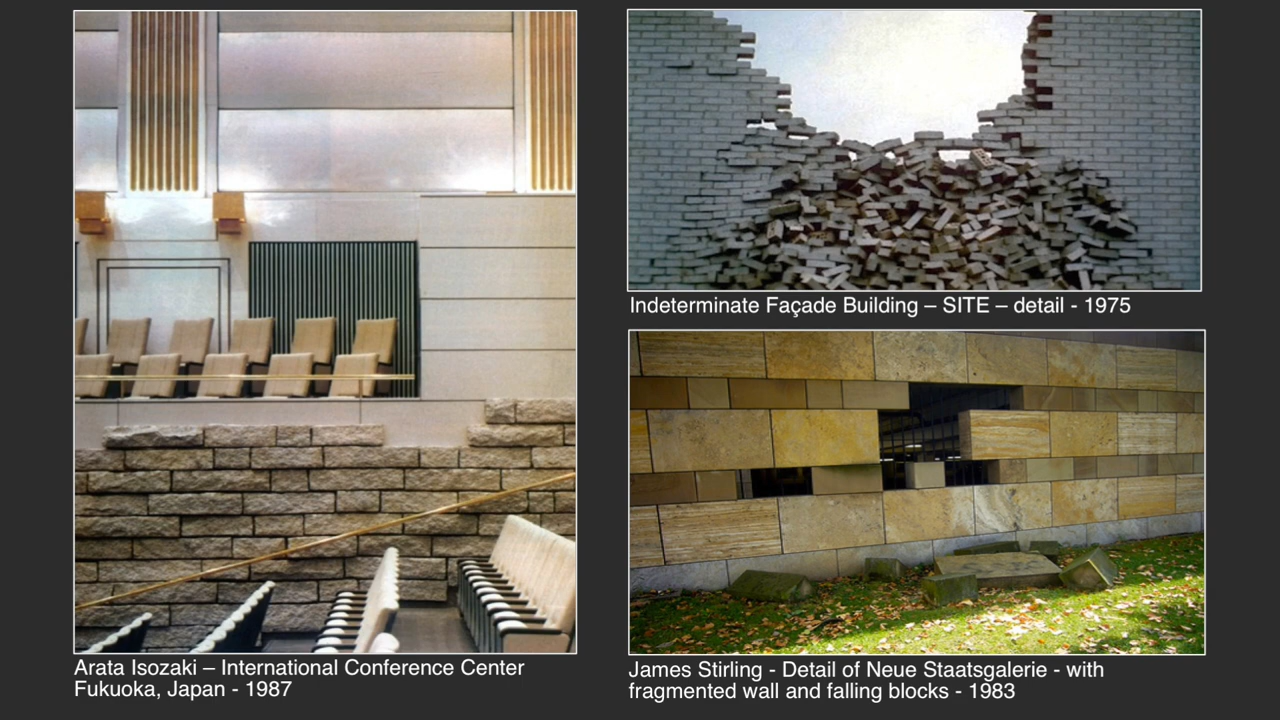 Arata Isozaki – International Conference Center
Fukuoka, Japan - 1987
Indeterminate Façade Building – SITE – detail - 1975
James Stirling - Detail of Neue Staatsgalerie - with
fragmented wall and falling blocks - 1983